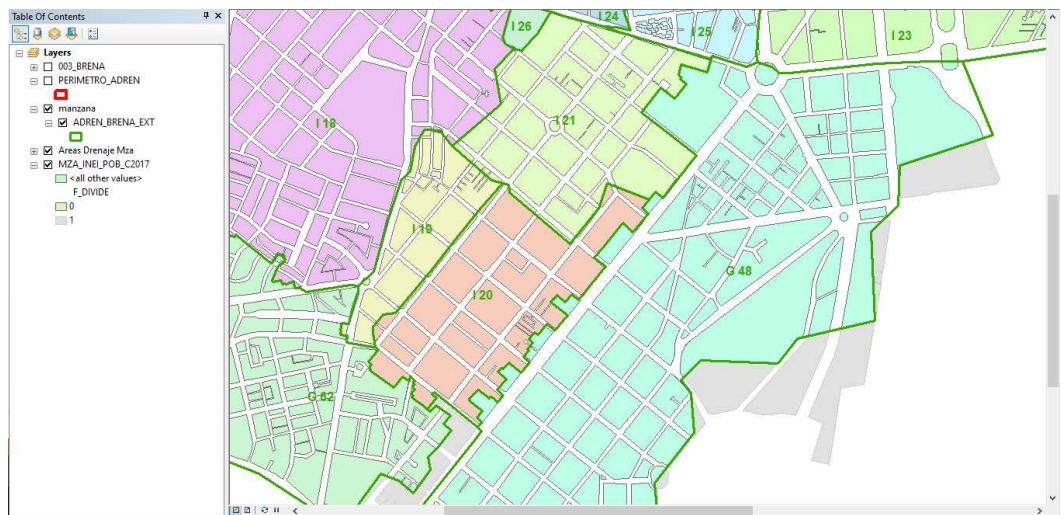 Table Of Contents
Layers
003_BRENA
PERIMETRO_ADREN
manzana
ADREN_BRENA_EXT
Areas Drenaje Mza
MZA_INEI_POB_C2017
<all other values>
F_DIVIDE
0
1
I 24
I 26
I 25
I 23
I 18
I 21
I 19
G 48
I 20
G 62